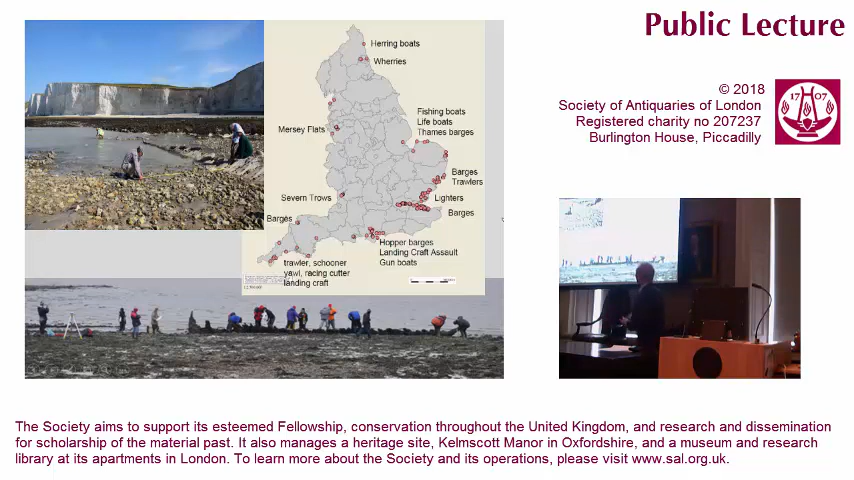 Public Lecture
© 2018
Society of Antiquaries of London
Registered charity no 207237
Burlington House, Piccadilly
17 07
Herring boats
Wherries
Fishing boats
Life boats
Thames barges
Mersey Flats
Barges
Trawlers
Severn Trows
Lighters
Barges
Barges
Hopper barges
Landing Craft Assault
Gun boats
trawler, schooner
yawl, racing cutter
landing craft
The Society aims to support its esteemed Fellowship, conservation throughout the United Kingdom, and research and dissemination
for scholarship of the material past. It also manages a heritage site, Kelmscott Manor in Oxfordshire, and a museum and research
library at its apartments in London. To learn more about the Society and its operations, please visit www.sal.org.uk.